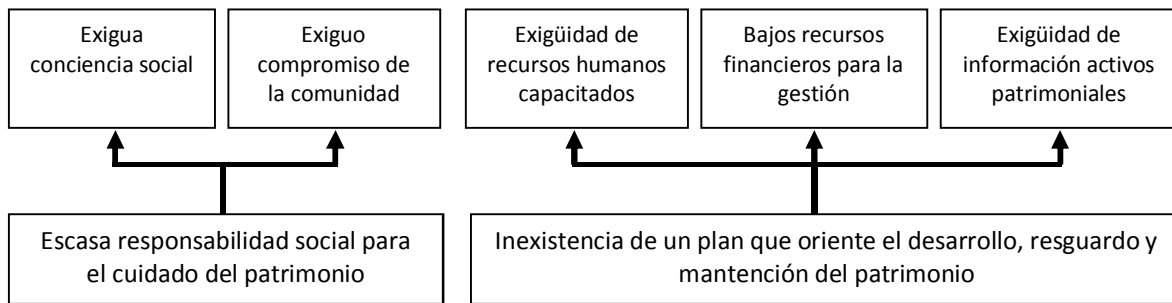 Exigua
conciencia social
Exiguo
compromiso de
la comunidad
Exigüidad de
recursos humanos
capacitados
Bajos recursos
financieros para la
gestión
Exigüidad de
información activos
patrimoniales
Escasa responsabilidad social para
el cuidado del patrimonio
Inexistencia de un plan que oriente el desarrollo, resguardo y
mantención del patrimonio